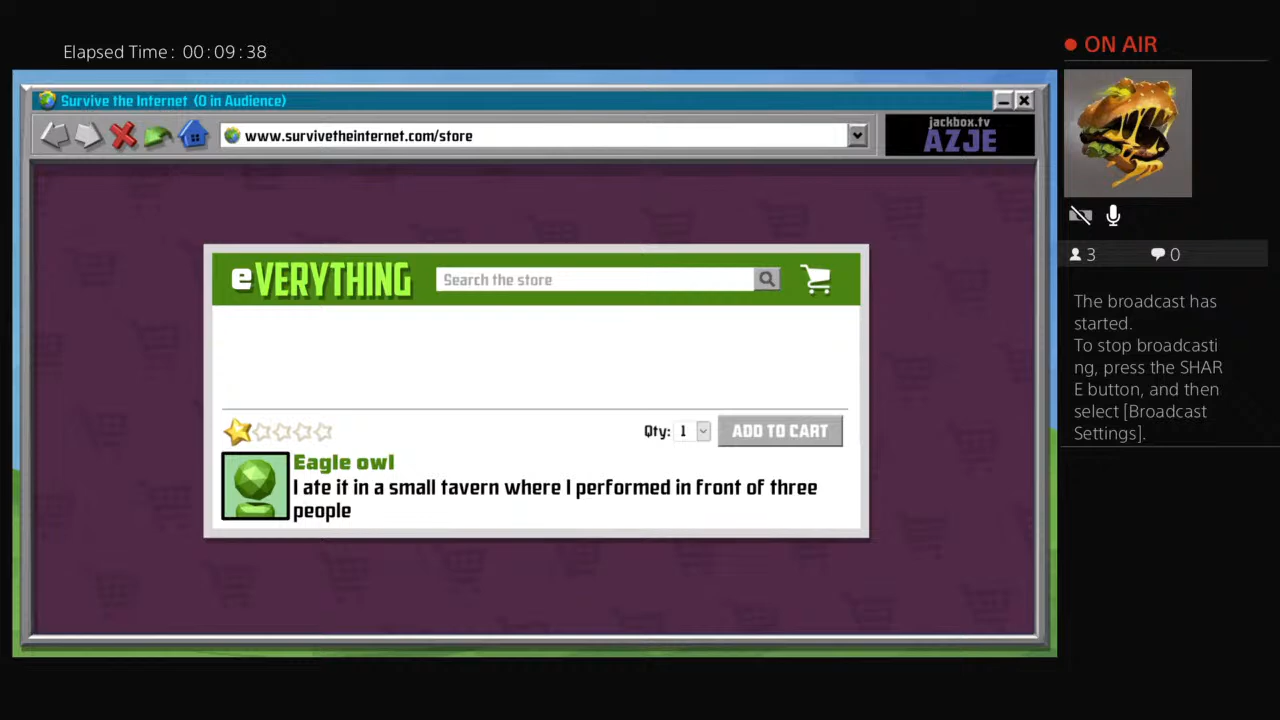 Elapsed Time: 00:09:38
ON AIR
Survive the Internet (0 in Audience)
www.survivetheinternet.com/store
jackbox.tv
AZJE
eVERYTHING
Search the store
3
0
The broadcast has
started.
To stop broadcasti
ng, press the SHAR
E button, and then
select [Broadcast
Settings].
Qty: 1
ADD TO CART
Eagle owl
I ate it in a small tavern where I performed in front of three
people